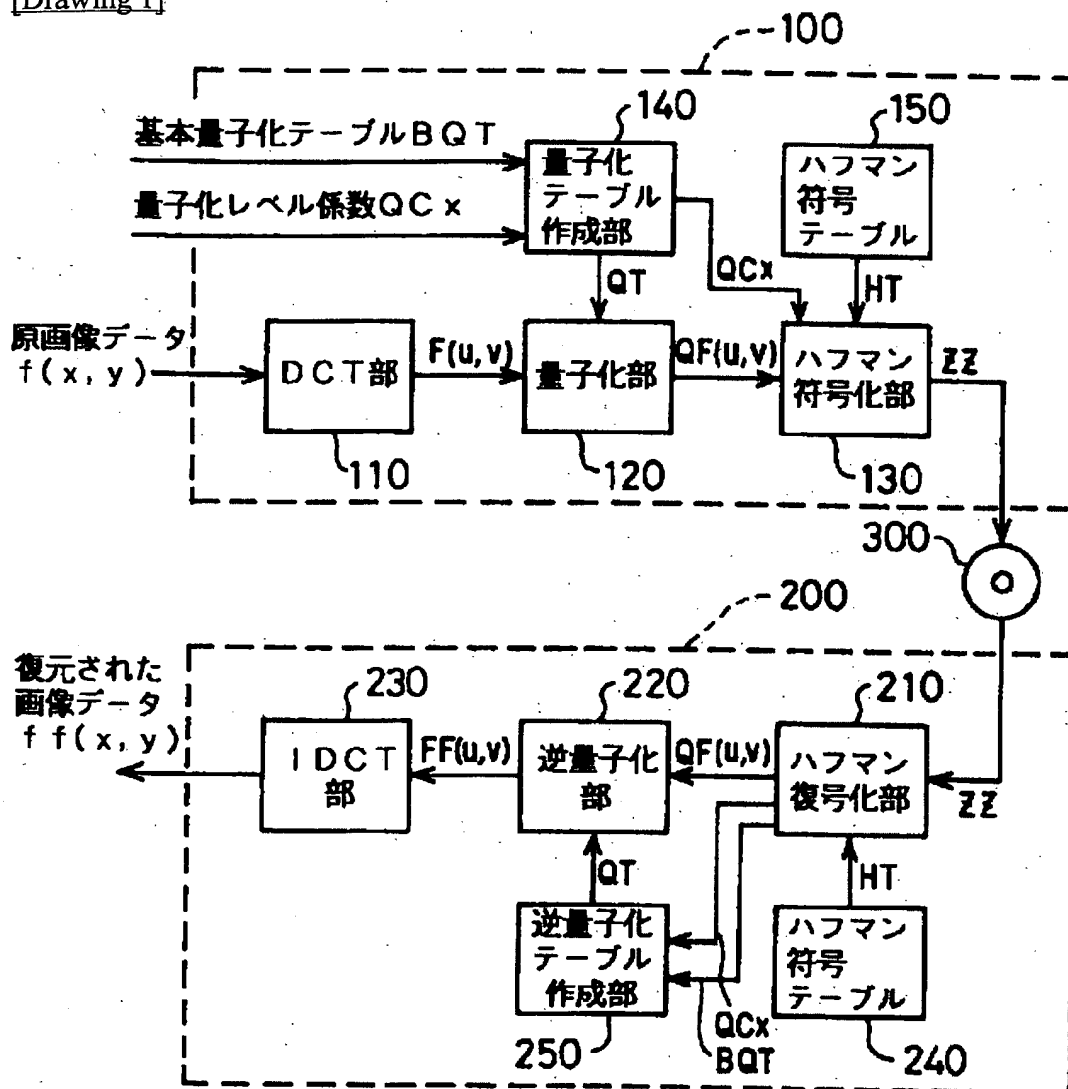 [Drawing 1]
100
基本量子化テーブルBQT
量子化レベル係数QCx
140
量子化
テーブル
作成部
150
ハフマン
符号
テーブル
QT
QCx
HT
原画像データ
f(x,y)
DCT部
F(u,v)
量子化部
QF(u,v)
ハフマン
符号化部
ZZ
110
120
130
300
200
復元された
画像データ
ff(x,y)
230
IDCT
部
FF(u,v)
220
逆量子化
部
QF(u,v)
210
ハフマン
復号化部
ZZ
QT
HT
逆量子化
テーブル
作成部
250
QCx
BQT
ハフマン
符号
テーブル
240